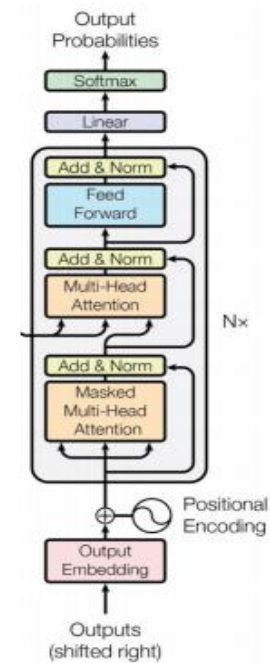 Output
Probabilities
Softmax
Linear
Add & Norm
Feed
Forward
Add & Norm
Multi-Head
Attention
N×
Add & Norm
Masked
Multi-Head
Attention
Positional
Encoding
Output
Embedding
Outputs
(shifted right)